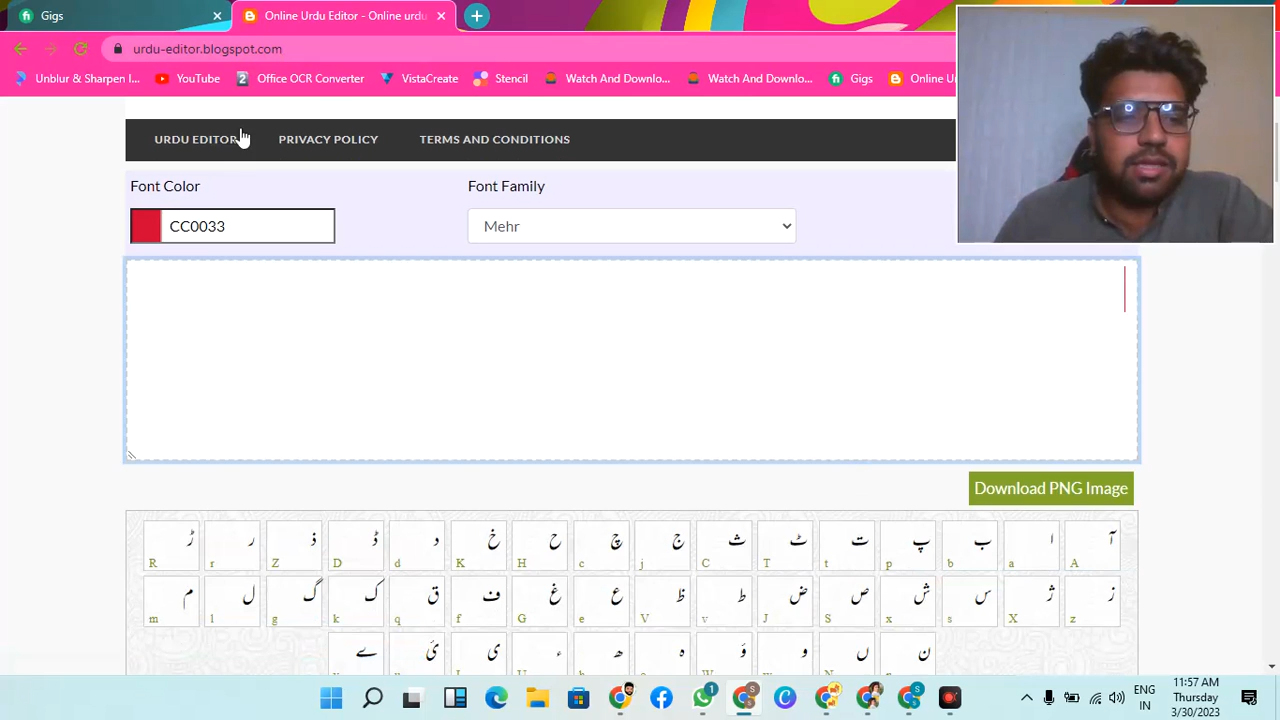 Gigs
Online Urdu Editor - Online urdu
urdu-editor.blogspot.com
Unblur & Sharpen I...
YouTube
Office OCR Converter
VistaCreate
Stencil
Watch And Downlo...
Watch And Downlo...
Gigs
Online Ur
URDU EDITOR
PRIVACY POLICY
TERMS AND CONDITIONS
Font Color
Font Family
CC0033
Mehr
Download PNG Image
ڑ ر ذ ڈ د خ ح چ ج ث ٹ ت پ ب ا آ
R r Z D d K H c j C T t p b a A
م ل گ ک ق ف غ ع ظ ط ض ص ش س ژ ز
m l g k q f G e V v J S x s X z
ے ئ ی ء ھ ہ ؤ و ں ن
1
ENG
IN
11:57 AM
Thursday
3/30/2023